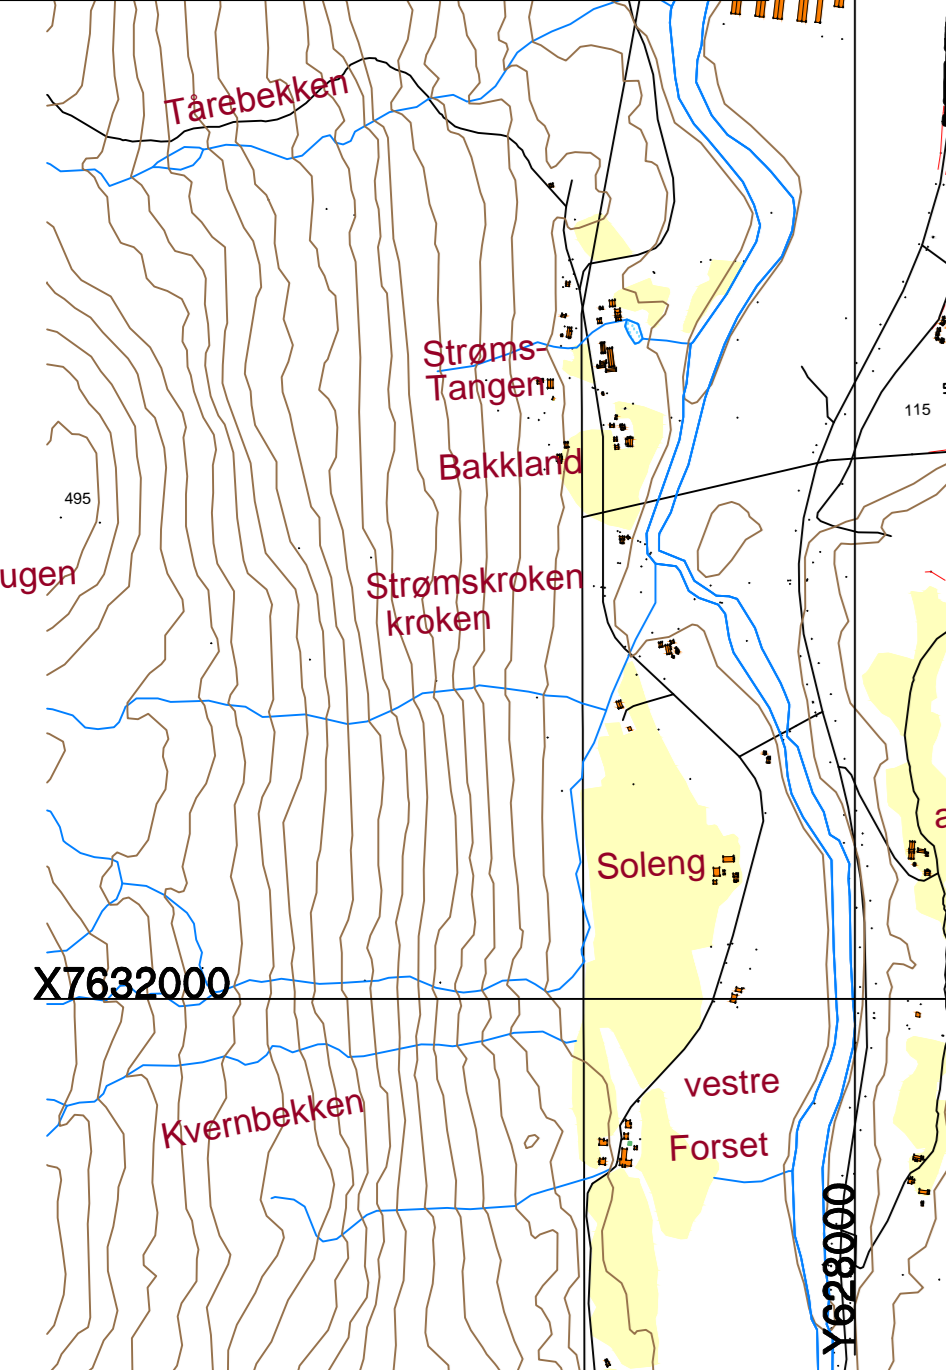 Tårebekken
Strøms-
Tangen
115
Bakkland
495
ugen
Strømskroken
kroken
Soleng
X7632000
vestre
Kvernbekken
Forset
Y628000